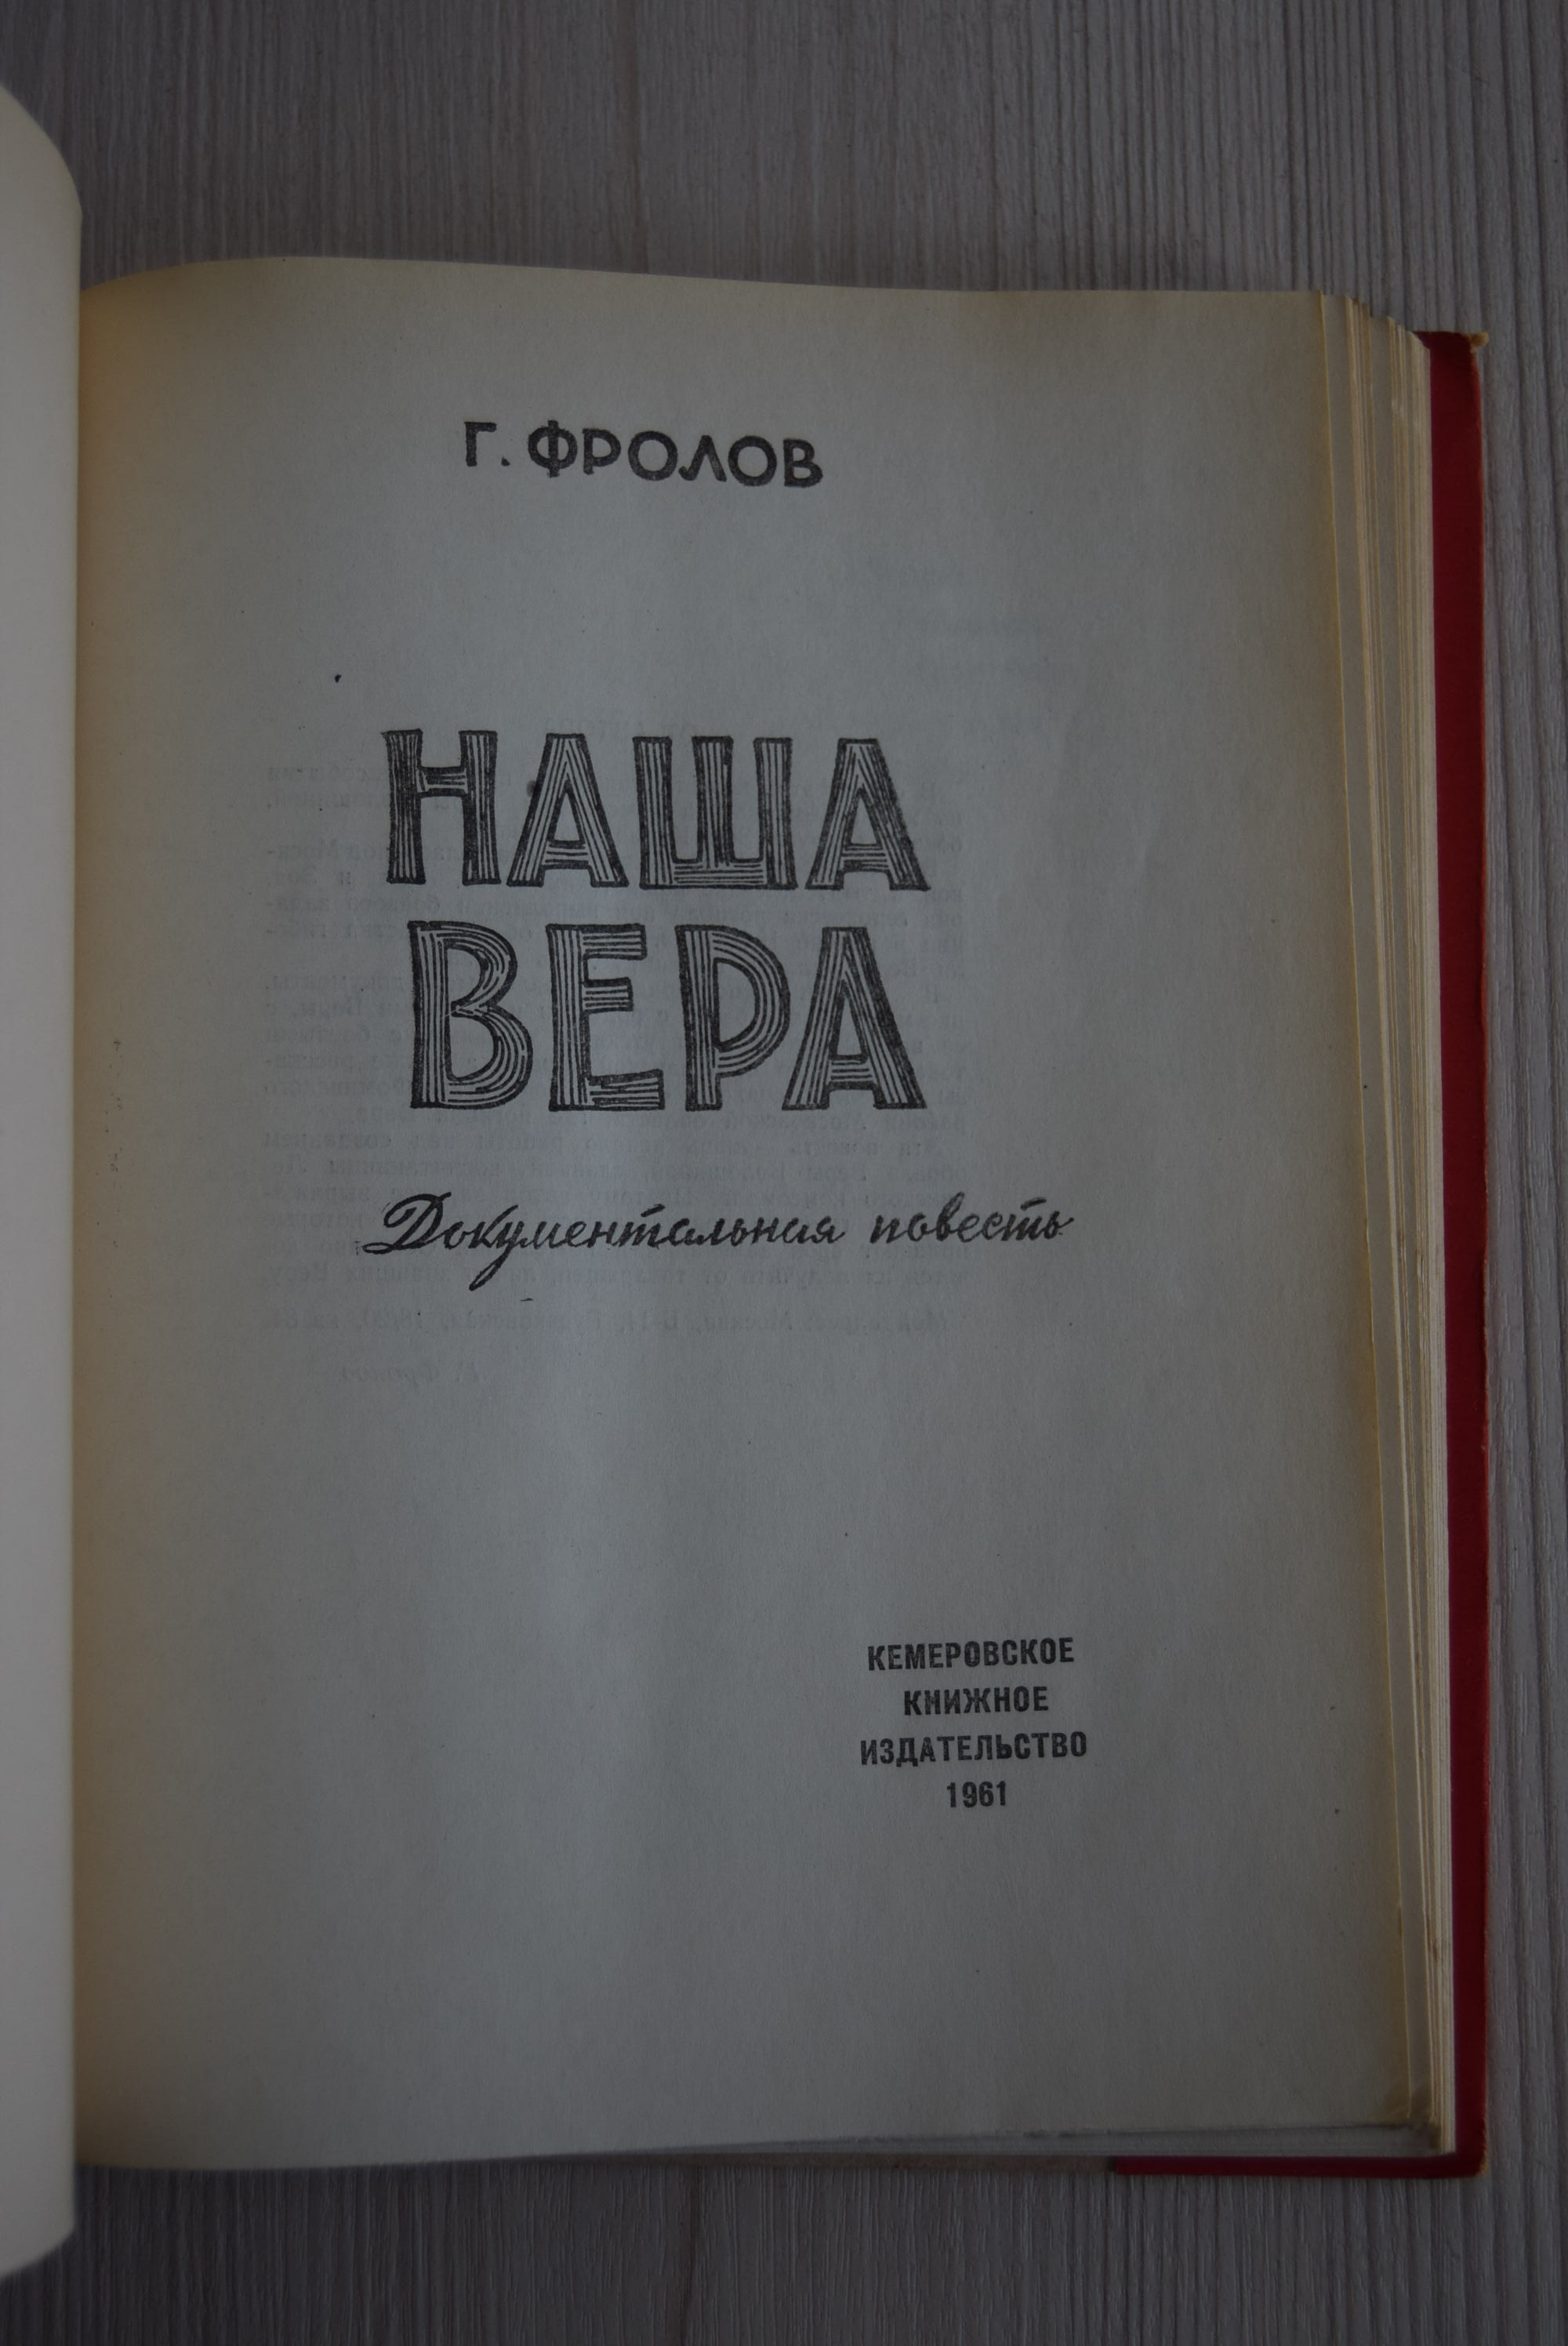 Г. ФРОЛОВ
НАША
ВЕРА
Документальная повесть
КЕМЕРОВСКОЕ
КНИЖНОЕ
ИЗДАТЕЛЬСТВО
1961